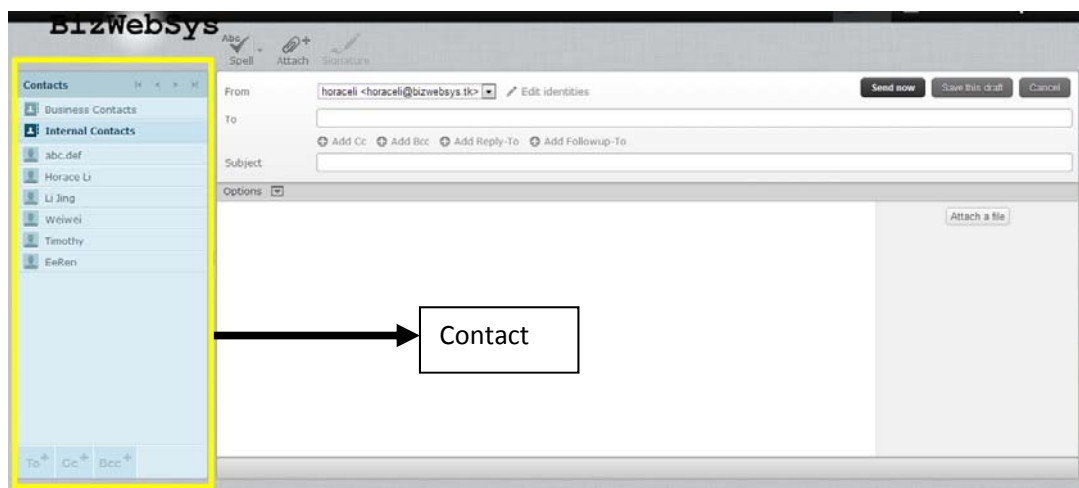 BizWebSys
Abc
Spell Attach Signature
Contacts
Business Contacts
Internal Contacts
abc.def
Horace Li
Li Jing
Weiwei
Timothy
EeRen
To+ Cc+ Bcc+
From horaceli <horaceli@bizwebsys.tk> Edit identities Send now Save this draft Cancel
To
Add Cc Add Bcc Add Reply-To Add Followup-To
Subject
Options
Attach a file
Contact